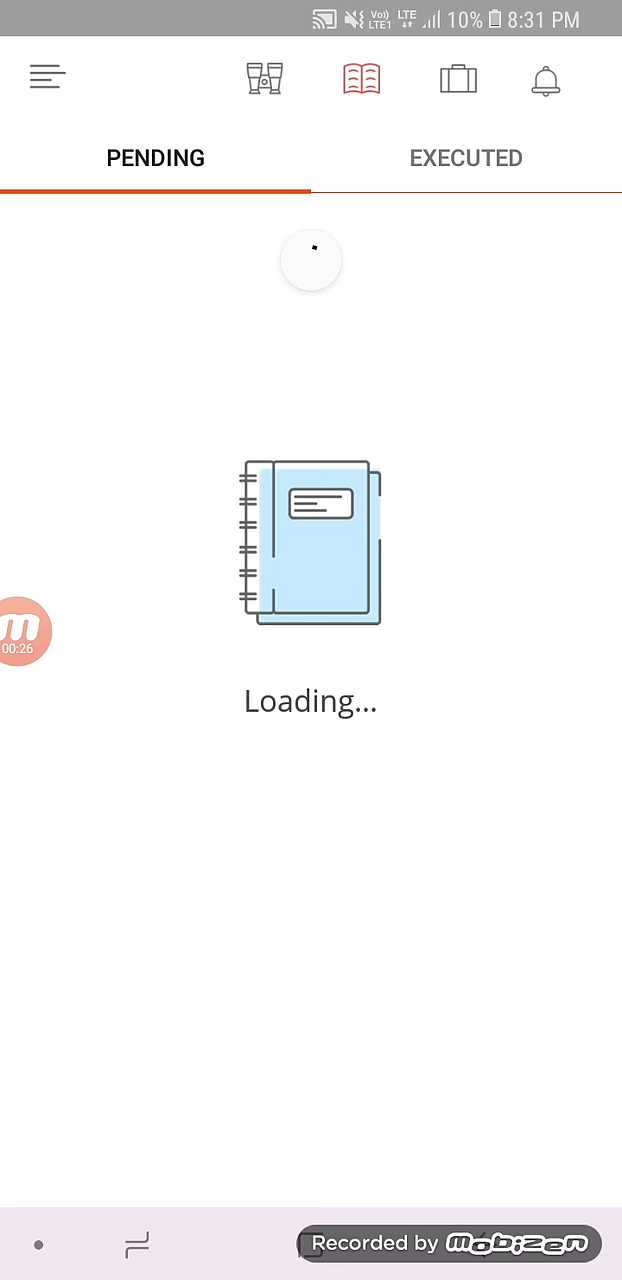 Vo)) LTE 10% 8:31 PM
LTE1
PENDING EXECUTED
m
00:26
Loading...
Recorded by mobizen